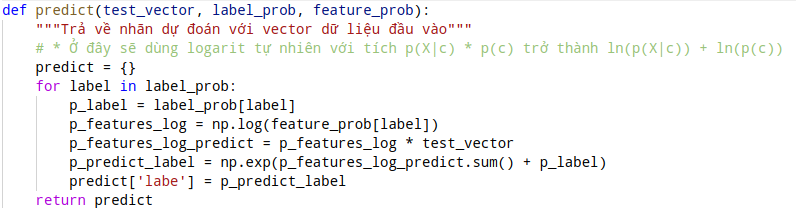 def predict(test_vector, label_prob, feature_prob):
    """Trả về nhãn dự đoán với vector dữ liệu đầu vào"""
    # * Ở đây sẽ dùng logarit tự nhiên với tích p(X|c) * p(c) trở thành ln(p(X|c)) + ln(p(c))
    predict = {}
    for label in label_prob:
        p_label = label_prob[label]
        p_features_log = np.log(feature_prob[label])
        p_features_log_predict = p_features_log * test_vector
        p_predict_label = np.exp(p_features_log_predict.sum() + p_label)
        predict['labe'] = p_predict_label
    return predict